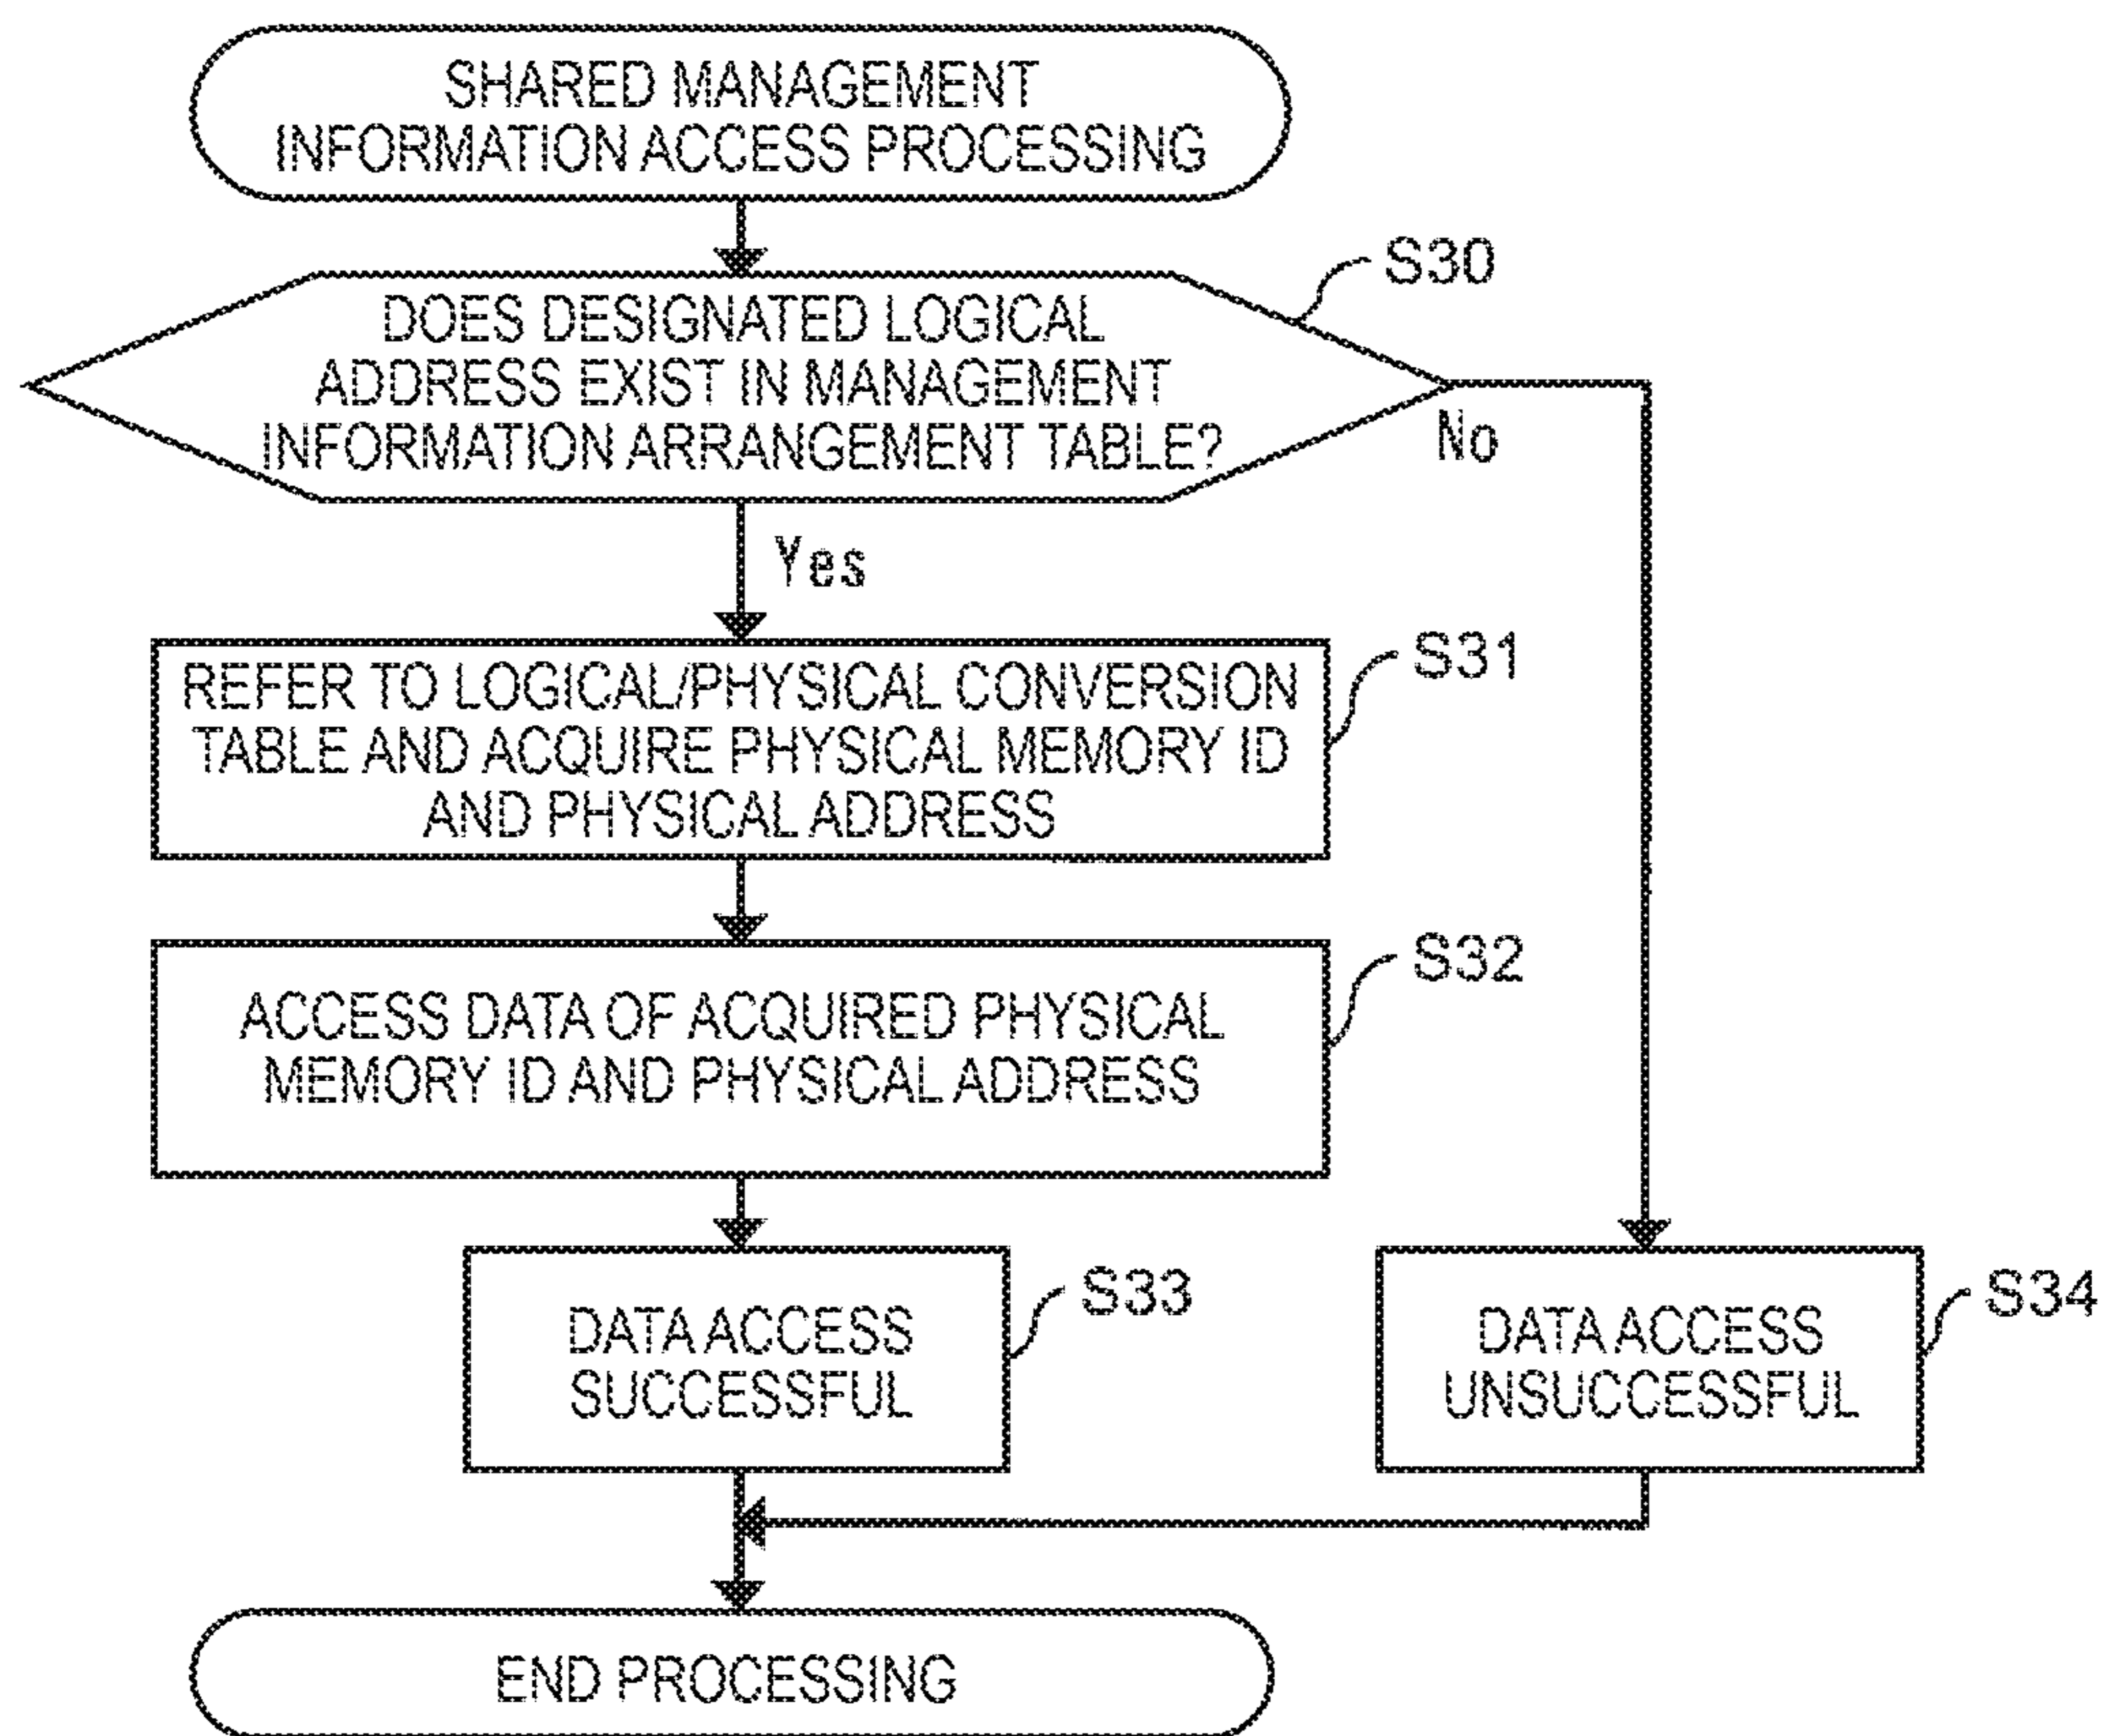 SHARED MANAGEMENT
INFORMATION ACCESS PROCESSING
S30
DOES DESIGNATED LOGICAL
ADDRESS EXIST IN MANAGEMENT
INFORMATION ARRANGEMENT TABLE?
No
Yes
S31
REFER TO LOGICAL/PHYSICAL CONVERSION
TABLE AND ACQUIRE PHYSICAL MEMORY ID
AND PHYSICAL ADDRESS
S32
ACCESS DATA OF ACQUIRED PHYSICAL
MEMORY ID AND PHYSICAL ADDRESS
S33
DATA ACCESS
SUCCESSFUL
S34
DATA ACCESS
UNSUCCESSFUL
END PROCESSING